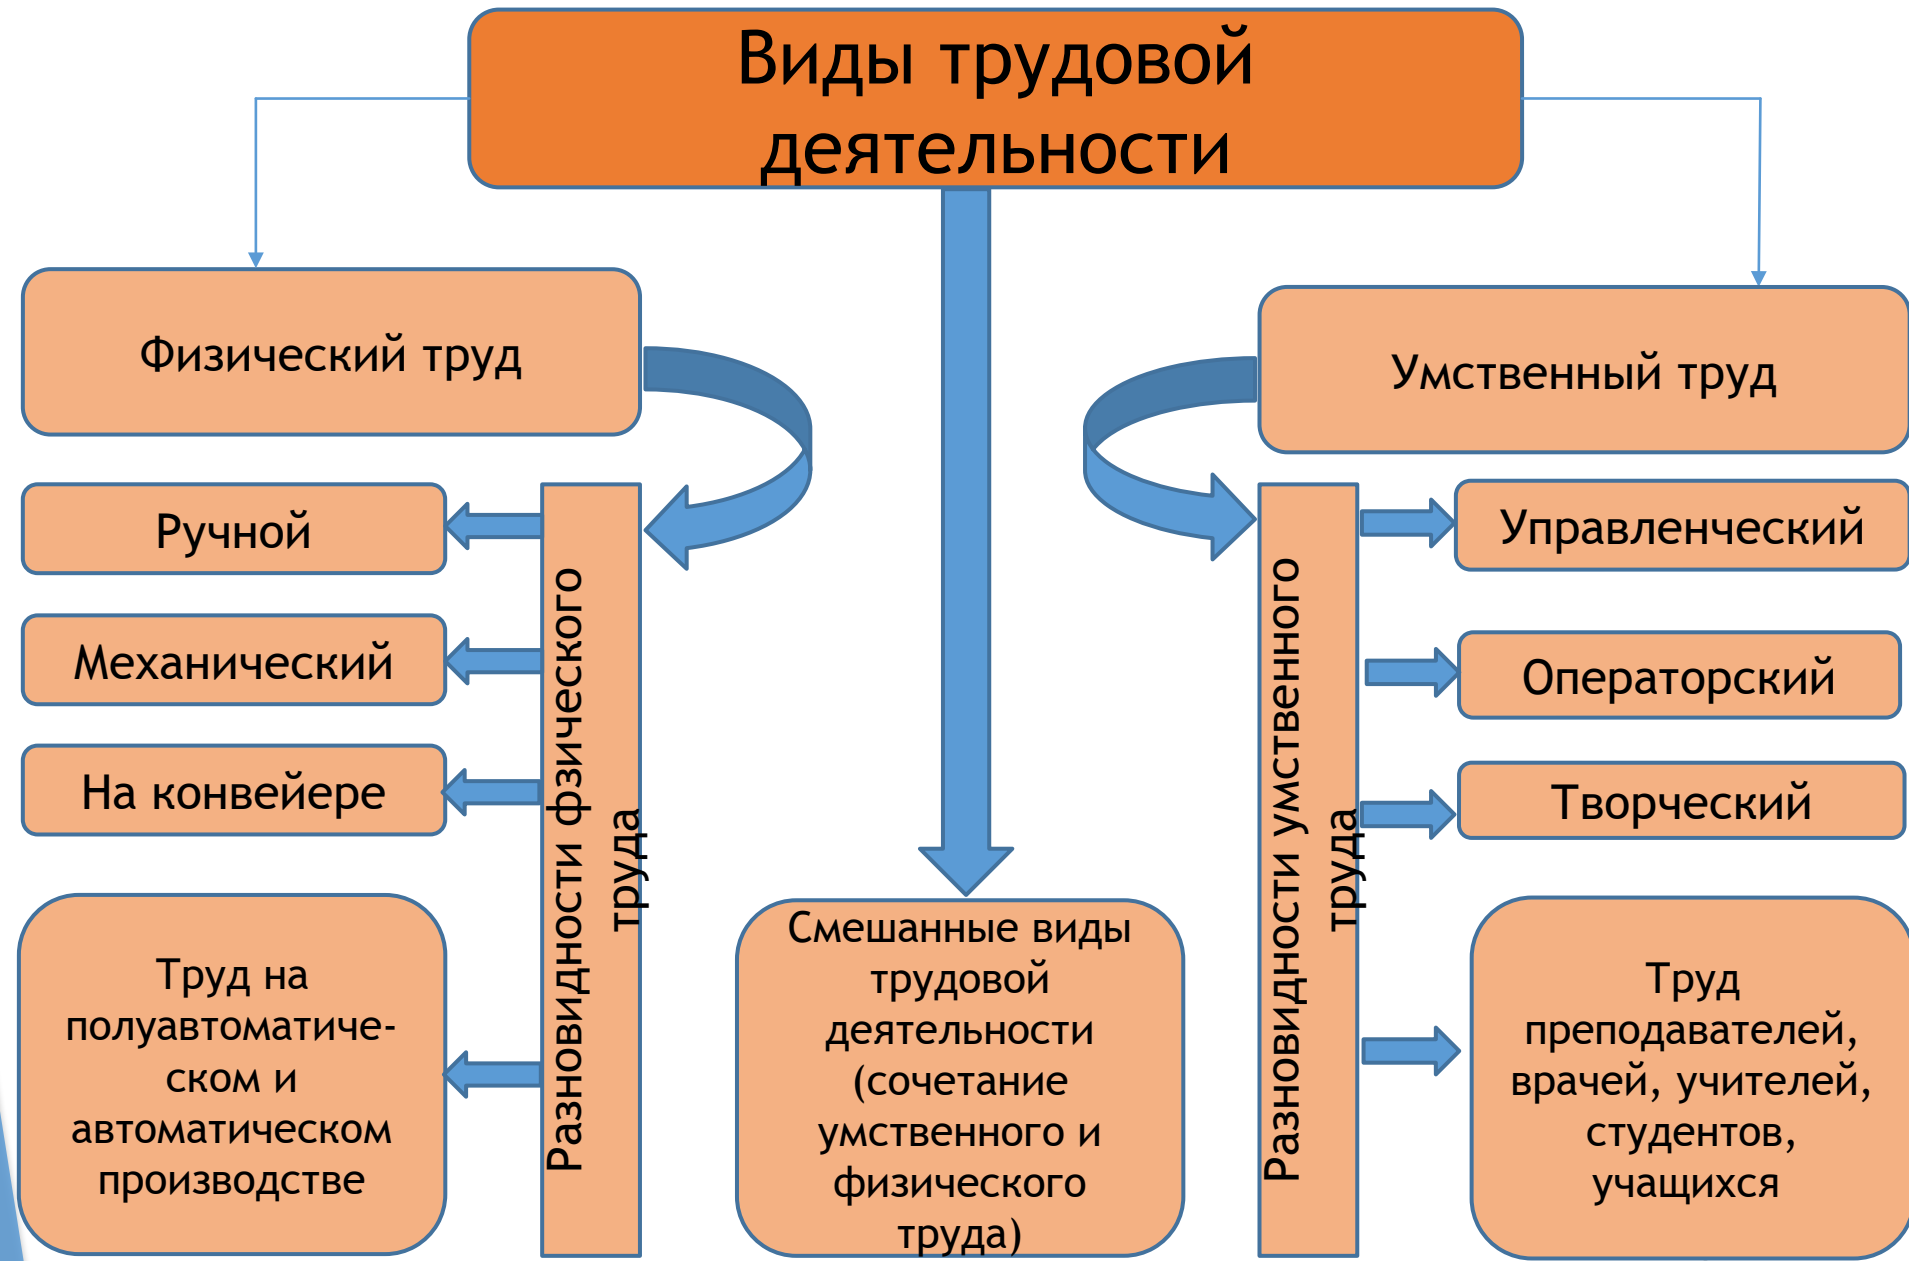 Виды трудовой
деятельности
Физический труд
Умственный труд
Разновидности фзического
труда
Ручной
Механический
На конвейере
Труд на
полуавтоматиче-
ском и
автоматическом
производстве
Смешанные виды
трудовой
деятельности
(сочетание
умственного и
физического
труда)
Разновидности умственного
труда
Управленческий
Операторский
Творческий
Труд
преподавателей,
врачей, учителей,
студентов,
учащихся